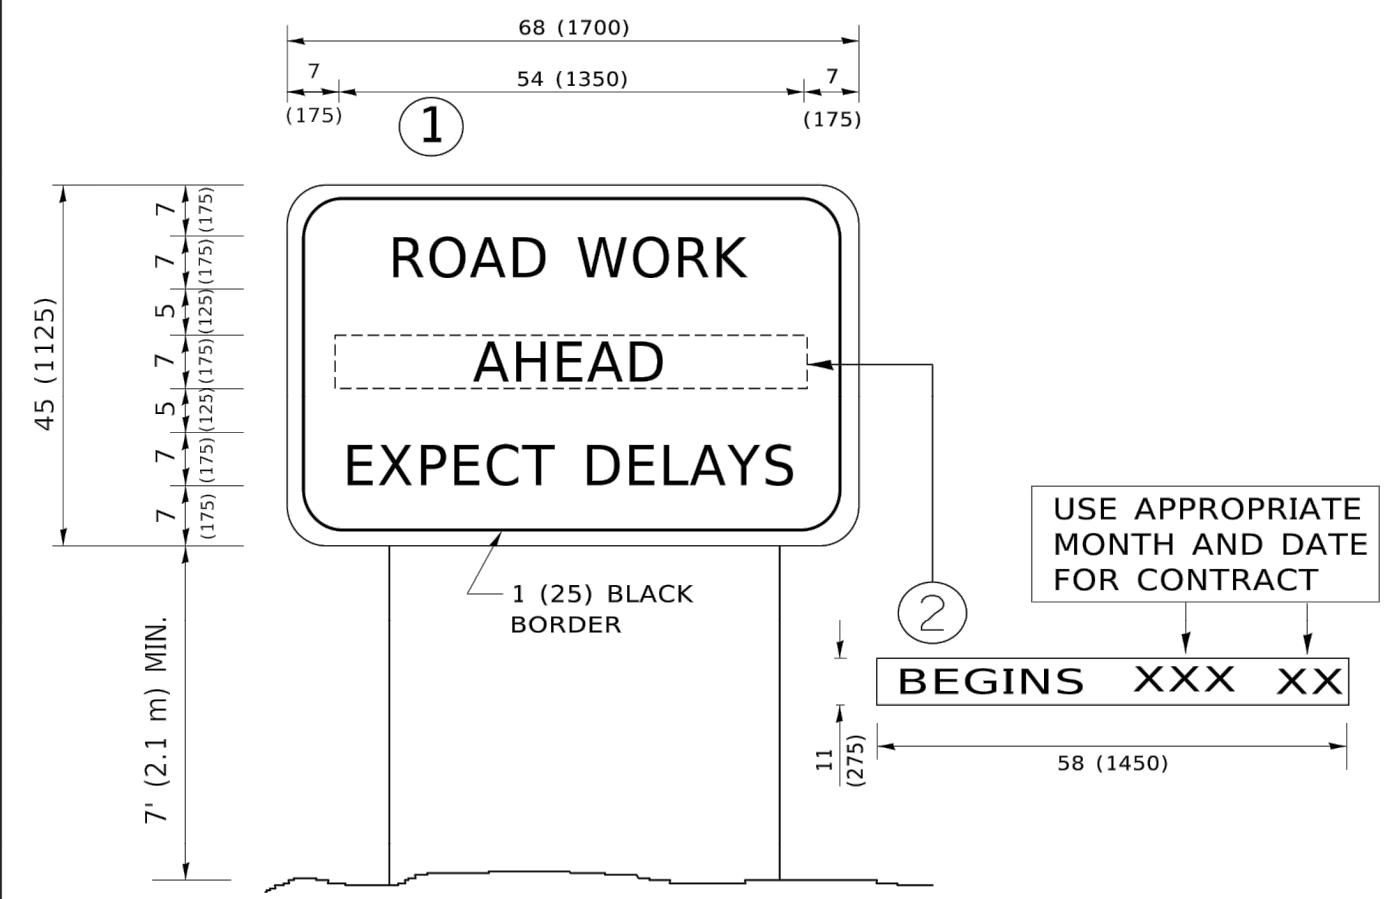 68 (1700)
7 54 (1350) 7
(175) (175)
1
7 (175)
7 (175)
5 (125)
7 (175)
5 (125)
7 (175)
7 (175)
45 (1125)
ROAD WORK
AHEAD
EXPECT DELAYS
1 (25) BLACK
BORDER
7' (2.1 m) MIN.
USE APPROPRIATE
MONTH AND DATE
FOR CONTRACT
2
BEGINS XXX XX
11
(275)
58 (1450)